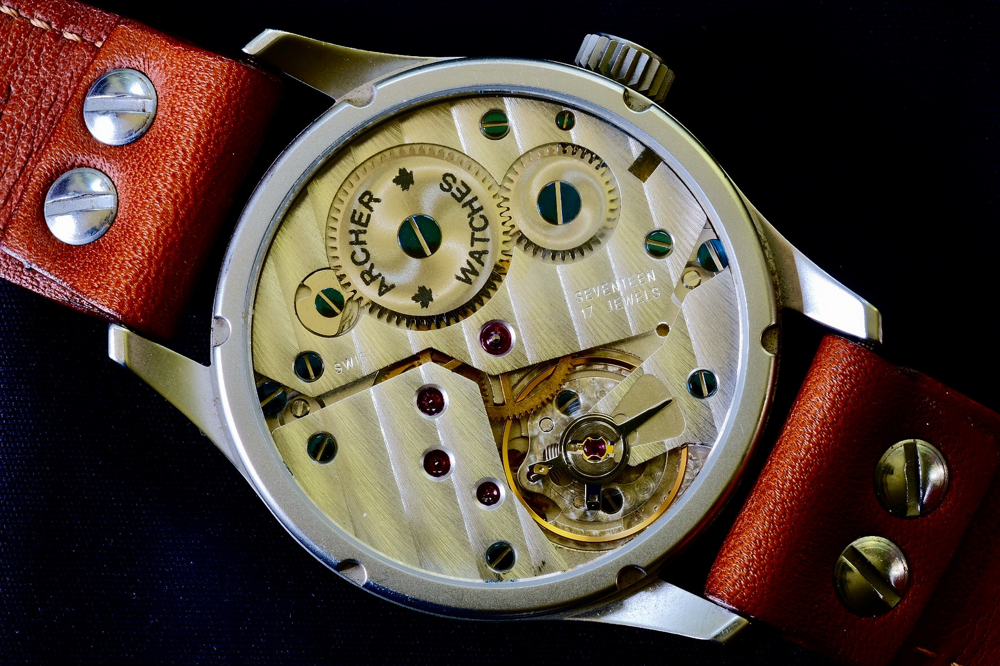 ARCHER
WATCHES
SEVENTEEN
17 JEWELS
SWISS